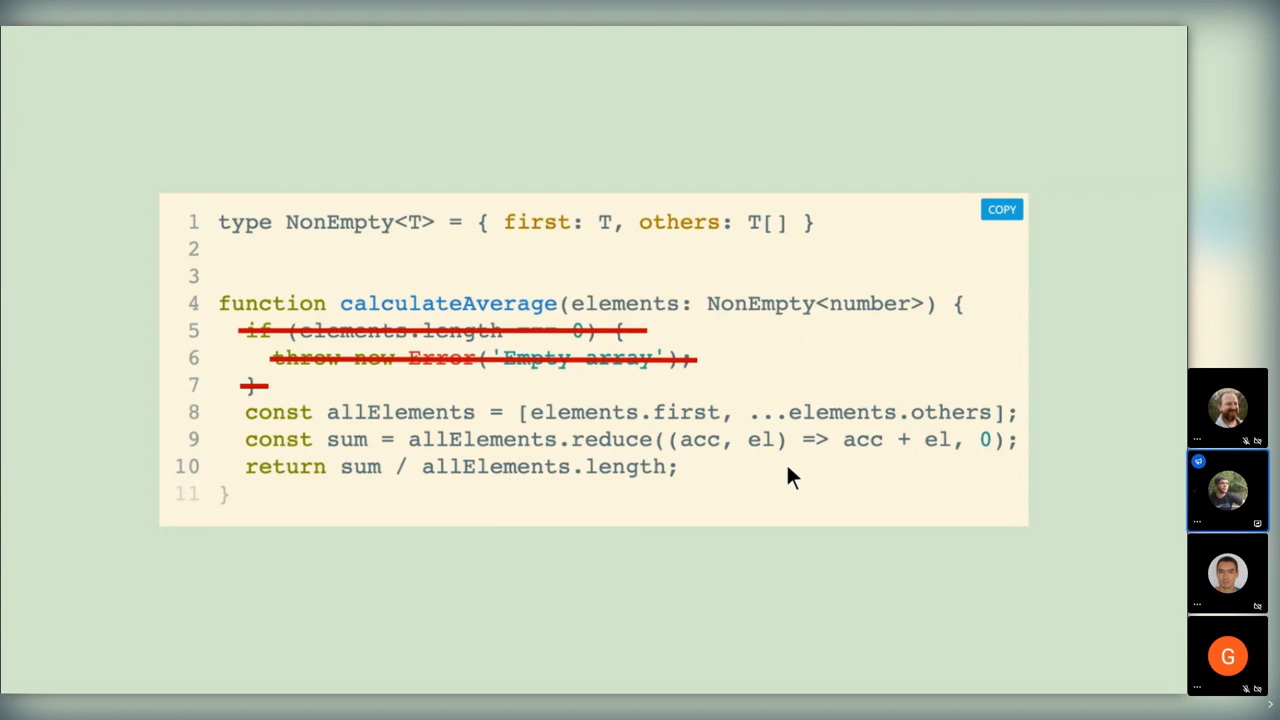 COPY
1 type NonEmpty<T> = { first: T, others: T[] }
2
3
4 function calculateAverage(elements: NonEmpty<number>) {
5 if (elements.length === 0) {
6 throw new Error('Empty array');
7 }
8 const allElements = [elements.first, ...elements.others];
9 const sum = allElements.reduce((acc, el) => acc + el, 0);
10 return sum / allElements.length;
11 }
G